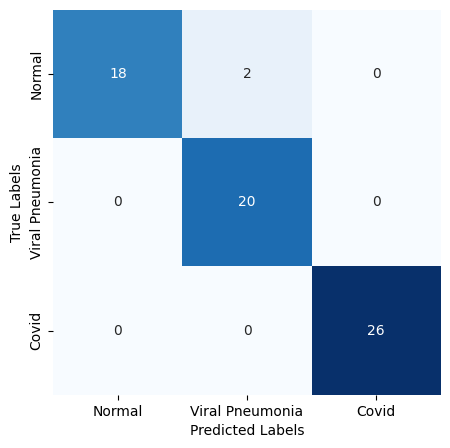 True Labels
Normal
Viral Pneumonia
Covid
18 2 0
0 20 0
0 0 26
Normal Viral Pneumonia Covid
Predicted Labels